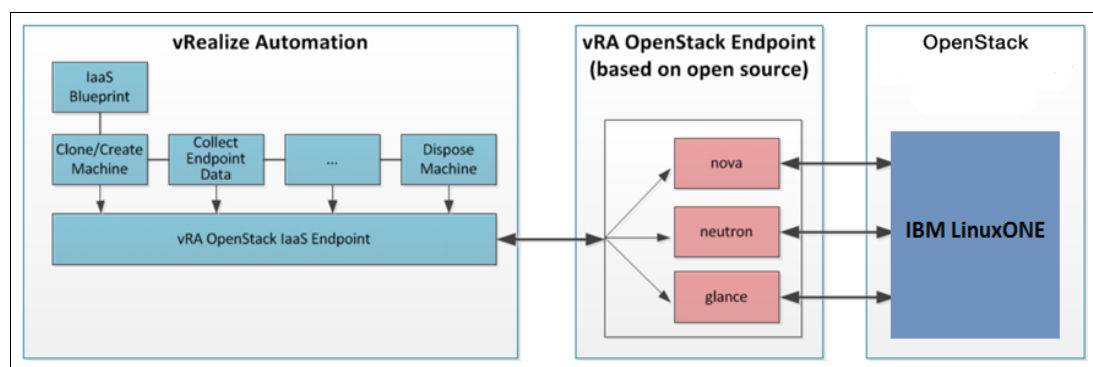 vRealize Automation
IaaS
Blueprint
Clone/Create
Machine
Collect
Endpoint
Data
...
Dispose
Machine
vRA OpenStack IaaS Endpoint
vRA OpenStack Endpoint
(based on open source)
nova
neutron
glance
OpenStack
IBM LinuxONE